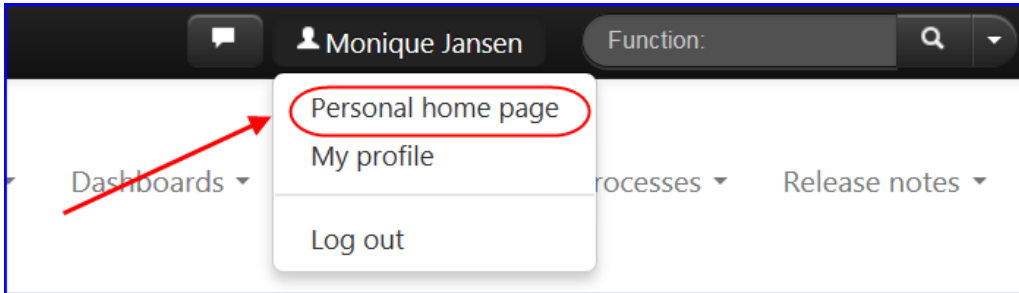 Monique Jansen
Function:
Personal home page
My profile
Dashboards
rocesses
Release notes
Log out